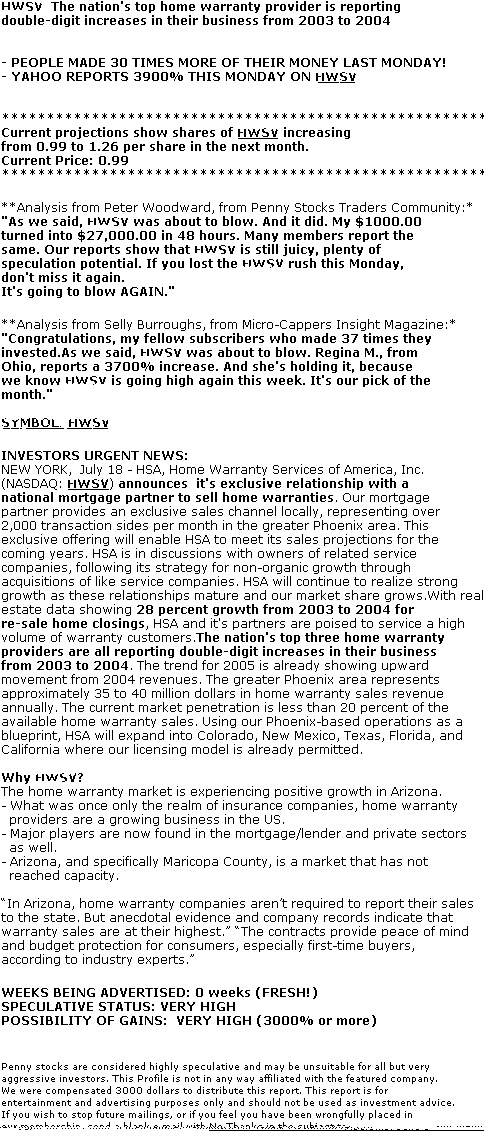 HWSV The nation's top home warranty provider is reporting
double-digit increases in their business from 2003 to 2004
- PEOPLE MADE 30 TIMES MORE OF THEIR MONEY LAST MONDAY!
- YAHOO REPORTS 3900% THIS MONDAY ON HWSV
******************************************************
Current projections show shares of HWSV increasing
from 0.99 to 1.26 per share in the next month.
Current Price: 0.99
******************************************************
**Analysis from Peter Woodward, from Penny Stocks Traders Community:*
"As we said, HWSV was about to blow. And it did. My $1000.00
turned into $27,000.00 in 48 hours. Many members report the
same. Our reports show that HWSV is still juicy, plenty of
speculation potential. If you lost the HWSV rush this Monday,
don't miss it again.
It's going to blow AGAIN."
**Analysis from Selly Burroughs, from Micro-Cappers Insight Magazine:*
"Congratulations, my fellow subscribers who made 37 times they
invested.As we said, HWSV was about to blow. Regina M., from
Ohio, reports a 3700% increase. And she's holding it, because
we know HWSV is going high again this week. It's our pick of the
month."
SYMBOL: HWSV
INVESTORS URGENT NEWS:
NEW YORK, July 18 - HSA, Home Warranty Services of America, Inc.
(NASDAQ: HWSV) announces it's exclusive relationship with a
national mortgage partner to sell home warranties. Our mortgage
partner provides an exclusive sales channel locally, representing over
2,000 transaction sides per month in the greater Phoenix area. This
exclusive offering will enable HSA to meet its sales projections for the
coming years. HSA is in discussions with owners of related service
companies, following its strategy for non-organic growth through
acquisitions of like service companies. HSA will continue to realize strong
growth as these relationships mature and our market share grows.With real
estate data showing 28 percent growth from 2003 to 2004 for
re-sale home closings, HSA and it's partners are poised to service a high
volume of warranty customers.The nation's top three home warranty
providers are all reporting double-digit increases in their business
from 2003 to 2004. The trend for 2005 is already showing upward
movement from 2004 revenues. The greater Phoenix area represents
approximately 35 to 40 million dollars in home warranty sales revenue
annually. The current market penetration is less than 20 percent of the
available home warranty sales. Using our Phoenix-based operations as a
blueprint, HSA will expand into Colorado, New Mexico, Texas, Florida, and
California where our licensing model is already permitted.
Why HWSV?
The home warranty market is experiencing positive growth in Arizona.
- What was once only the realm of insurance companies, home warranty
providers are a growing business in the US.
- Major players are now found in the mortgage/lender and private sectors
as well.
- Arizona, and specifically Maricopa County, is a market that has not
reached capacity.
“In Arizona, home warranty companies aren’t required to report their sales
to the state. But anecdotal evidence and company records indicate that
warranty sales are at their highest.” “The contracts provide peace of mind
and budget protection for consumers, especially first-time buyers,
according to industry experts.”
WEEKS BEING ADVERTISED: 0 weeks (FRESH!)
SPECULATIVE STATUS: VERY HIGH
POSSIBILITY OF GAINS: VERY HIGH (3000% or more)
Penny stocks are considered highly speculative and may be unsuitable for all but very
aggressive investors. This Profile is not in any way affiliated with the featured company.
We were compensated 3000 dollars to distribute this report. This report is for
entertainment and advertising purposes only and should not be used as investment advice.
If you wish to stop future mailings, or if you feel you have been wrongfully placed in
our membership, send a blank e mail with No Thanks in the subject to